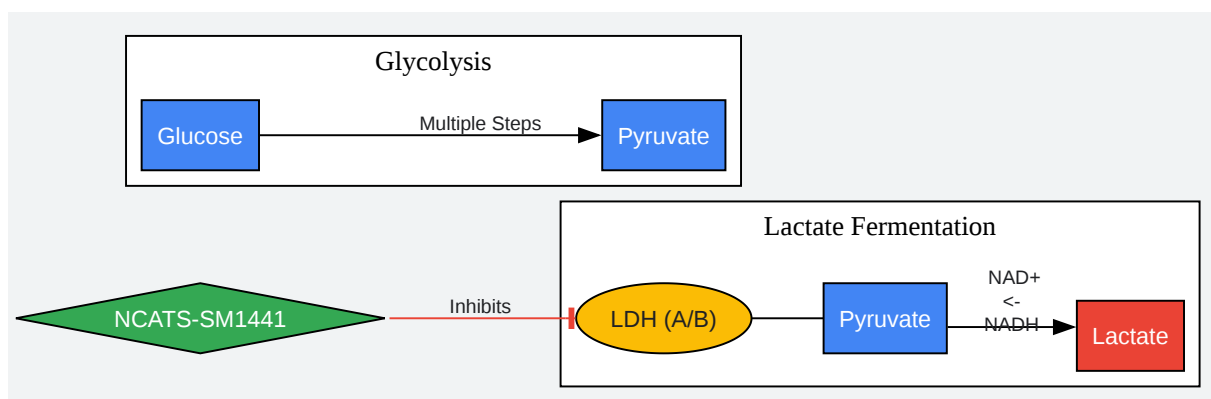 Glycolysis
Glucose
Multiple Steps
Pyruvate
Lactate Fermentation
NCATS-SM1441
Inhibits
LDH (A/B)
Pyruvate
NAD+
<-
NADH
Lactate